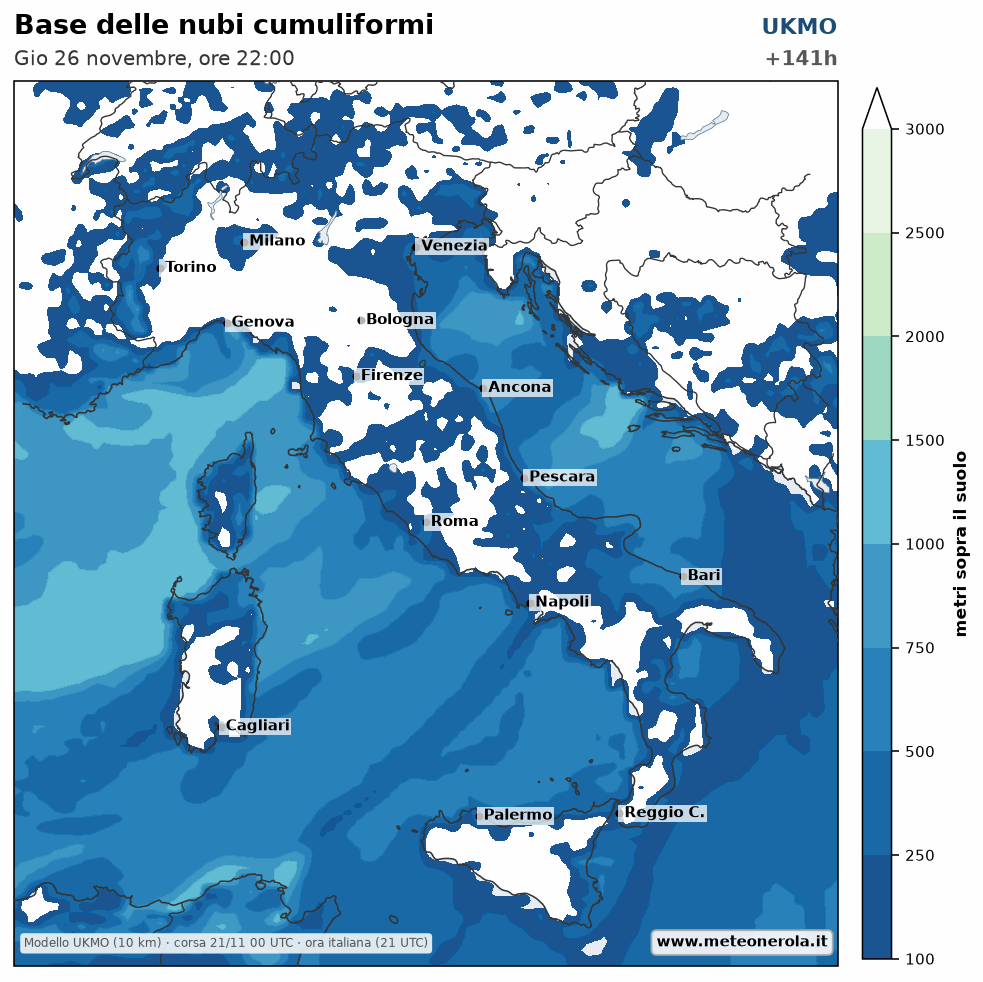 Base delle nubi cumuliformi
UKMO
Gio 26 novembre, ore 22:00
+141h
3000
2500
2000
1500
1000
750
500
250
100
metri sopra il suolo
Milano
Venezia
Torino
Genova
Bologna
Firenze
Ancona
Pescara
Roma
Bari
Napoli
Cagliari
Palermo
Reggio C.
Modello UKMO (10 km) · corsa 21/11 00 UTC · ora italiana (21 UTC)
www.meteonerola.it